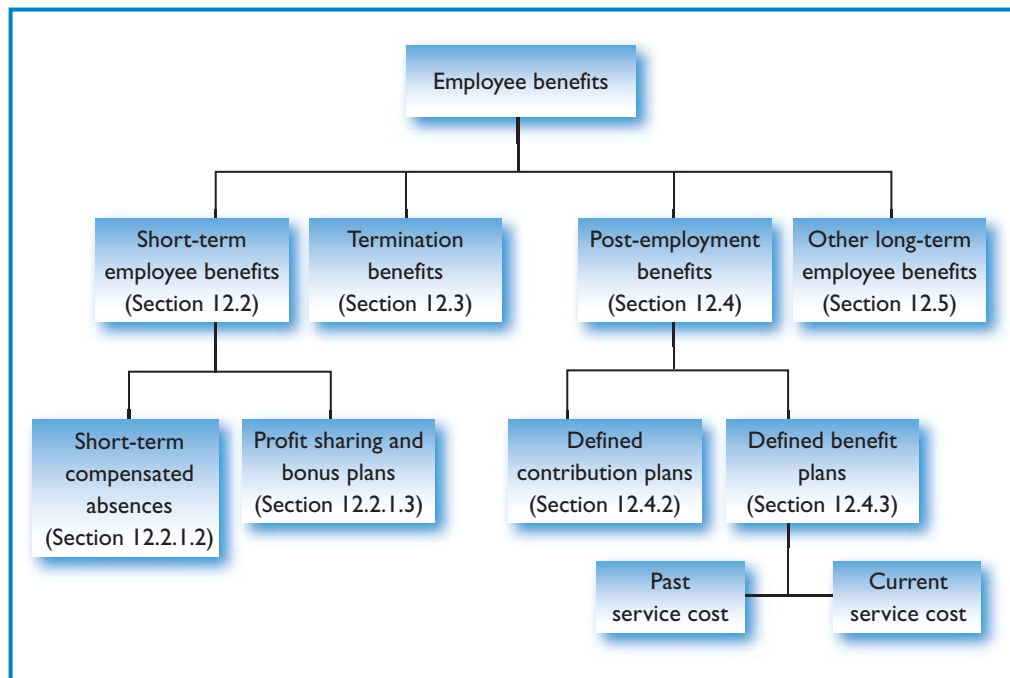 Employee benefits
Short-term
employee benefits
(Section 12.2)
Termination
benefits
(Section 12.3)
Post-employment
benefits
(Section 12.4)
Other long-term
employee benefits
(Section 12.5)
Short-term
compensated
absences
(Section 12.2.1.2)
Profit sharing and
bonus plans
(Section 12.2.1.3)
Defined
contribution plans
(Section 12.4.2)
Defined benefit
plans
(Section 12.4.3)
Past
service cost
Current
service cost